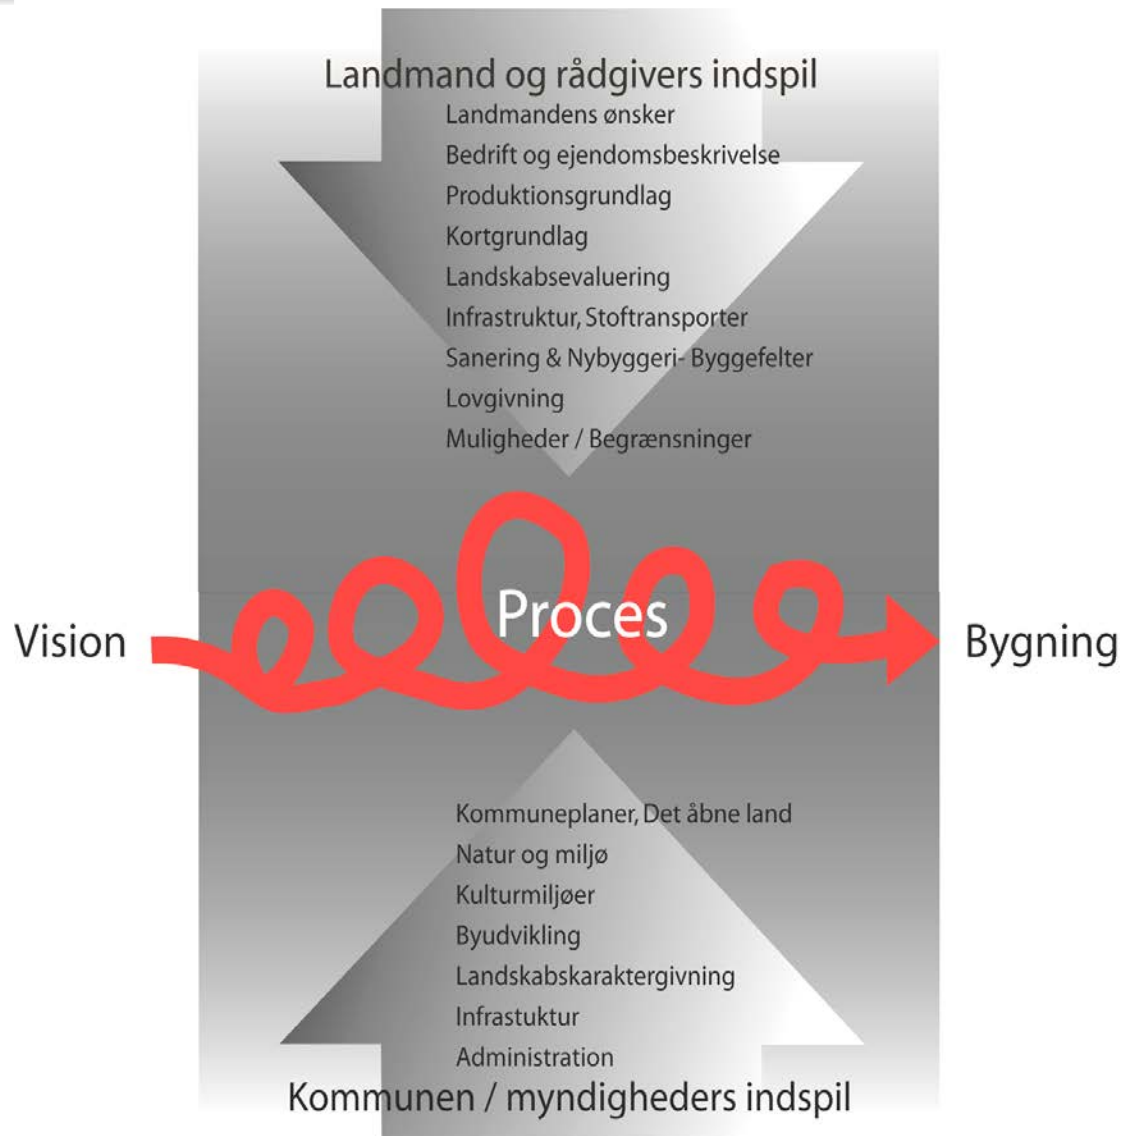 Landmand og rådgivers indspil
Landmandens ønsker
Bedrift og ejendomsbeskrivelse
Produktionsgrundlag
Kortgrundlag
Landskabsevaluering
Infrastruktur, Stoftransporter
Sanering & Nybyggeri- Byggefelter
Lovgivning
Muligheder / Begrænsninger
Proces
Vision
Bygning
Kommuneplaner, Det åbne land
Natur og miljø
Kulturmiljøer
Byudvikling
Landskabskaraktergivning
Infrastuktur
Administration
Kommunen / myndigheders indspil